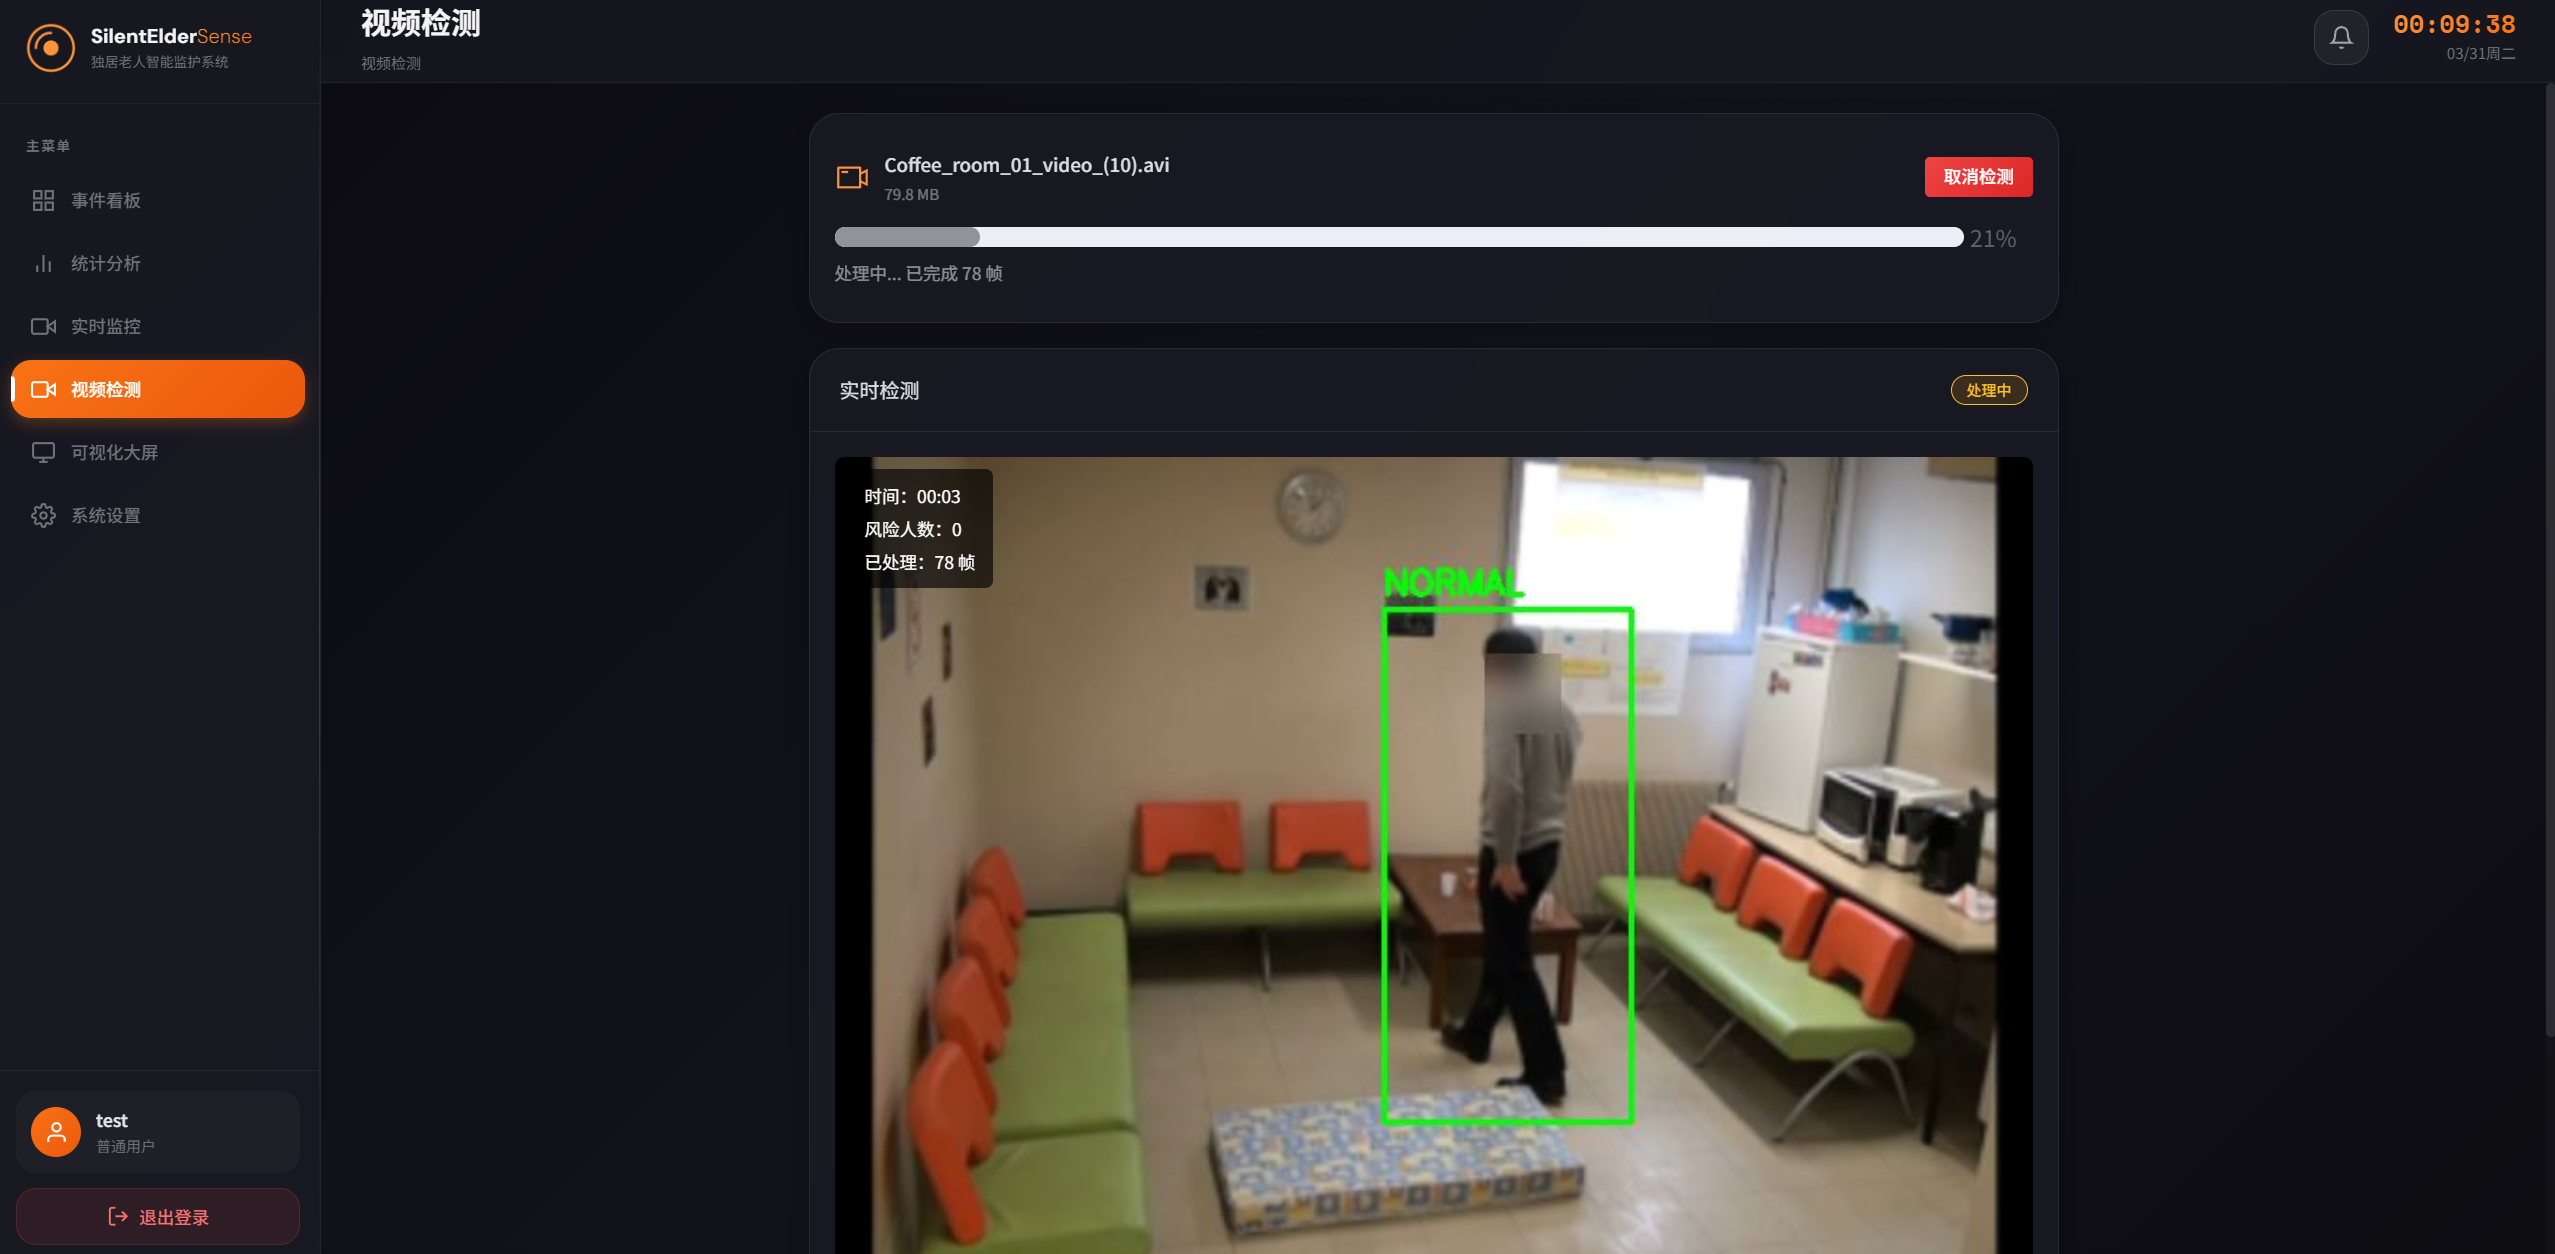 SilentElderSense
独居老人智能监护系统
主菜单
事件看板
统计分析
实时监控
视频检测
可视化大屏
系统设置
test
普通用户
退出登录
视频检测
视频检测
00:09:38
03/31周二
Coffee_room_01_video_(10).avi
79.8 MB
取消检测
21%
处理中... 已完成 78 帧
实时检测
处理中
时间：00:03
风险人数：0
已处理：78 帧
NORMAL